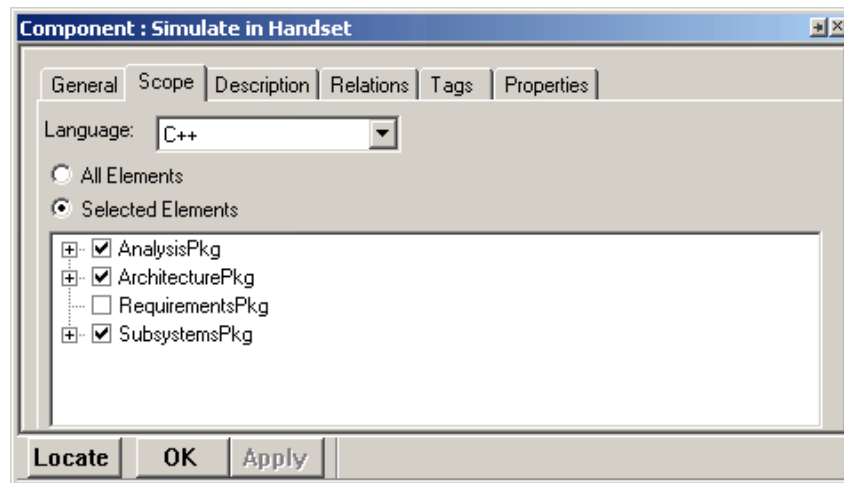 Component : Simulate in Handset
General Scope Description Relations Tags Properties
Language: C++
All Elements
Selected Elements
AnalysisPkg
ArchitecturePkg
RequirementsPkg
SubsystemsPkg
Locate OK Apply